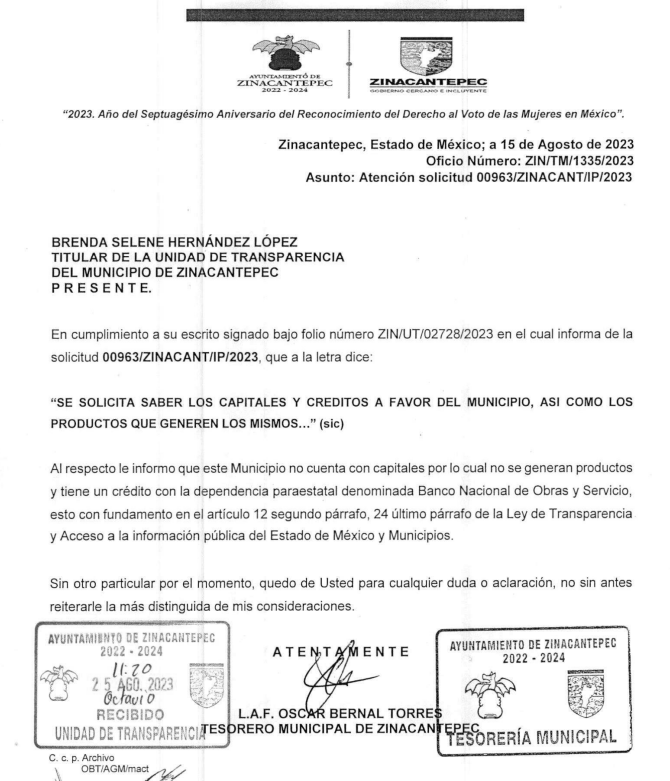 AYUNTAMIENTO DE
ZINACANTEPEC
2022 - 2024
ZINACANTEPEC
GOBIERNO CERCANO E INCLUYENTE
"2023. Año del Septuagésimo Aniversario del Reconocimiento del Derecho al Voto de las Mujeres en México".
Zinacantepec, Estado de México; a 15 de Agosto de 2023
Oficio Número: ZIN/TM/1335/2023
Asunto: Atención solicitud 00963/ZINACANT/IP/2023
BRENDA SELENE HERNÁNDEZ LÓPEZ
TITULAR DE LA UNIDAD DE TRANSPARENCIA
DEL MUNICIPIO DE ZINACANTEPEC
P R E S E N T E.
En cumplimiento a su escrito signado bajo folio número ZIN/UT/02728/2023 en el cual informa de la
solicitud 00963/ZINACANT/IP/2023, que a la letra dice:
"SE SOLICITA SABER LOS CAPITALES Y CREDITOS A FAVOR DEL MUNICIPIO, ASI COMO LOS
PRODUCTOS QUE GENEREN LOS MISMOS..." (sic)
Al respecto le informo que este Municipio no cuenta con capitales por lo cual no se generan productos
y tiene un crédito con la dependencia paraestatal denominada Banco Nacional de Obras y Servicio,
esto con fundamento en el artículo 12 segundo párrafo, 24 último párrafo de la Ley de Transparencia
y Acceso a la información pública del Estado de México y Municipios.
Sin otro particular por el momento, quedo de Usted para cualquier duda o aclaración, no sin antes
reiterarle la más distinguida de mis consideraciones.
AYUNTAMIENTO DE ZINACANTEPEC
2022 - 2024
11:20
25 AGO. 2023
Octavio
RECIBIDO
UNIDAD DE TRANSPARENCIA
A T E N T A M E N T E
L.A.F. OSCAR BERNAL TORRES
TESORERO MUNICIPAL DE ZINACANTEPEC
AYUNTAMIENTO DE ZINACANTEPEC
2022 - 2024
TESORERÍA MUNICIPAL
C. c. p. Archivo
OBT/AGM/mact